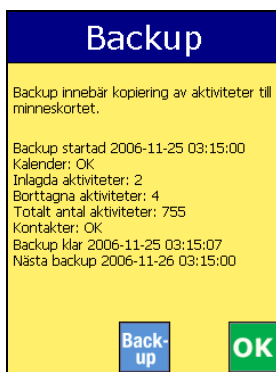 Backup
Backup innebär kopiering av aktiviteter till
minneskortet.
Backup startad 2006-11-25 03:15:00
Kalender: OK
Inlagda aktiviteter: 2
Borttagna aktiviteter: 4
Totalt antal aktiviteter: 755
Kontakter: OK
Backup klar 2006-11-25 03:15:07
Nästa backup 2006-11-26 03:15:00
Back-
up
OK